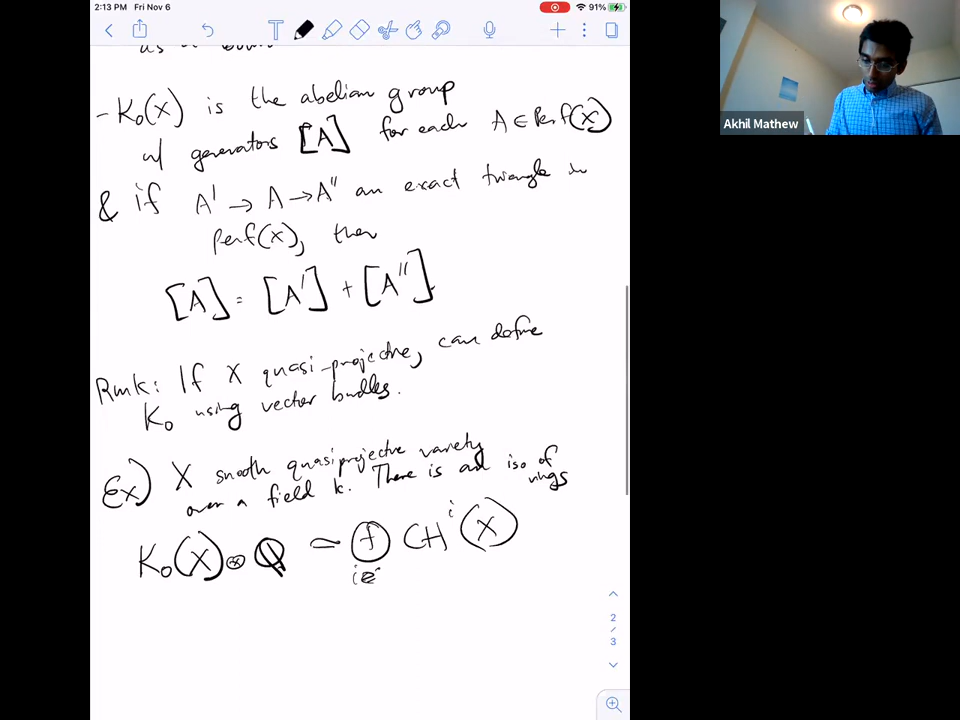 2:13 PM Fri Nov 6
91%
Akhil Mathew
as a
- K₀(X) is the abelian group
w/ generators [A] for each A ∈ Perf(X)
& if A' → A → A'' an exact triangle in
Perf(X), then
[A] = [A'] + [A''].
Rmk: If X quasi-projective, can define
K₀ using vector bundles.
Ex) X smooth quasiprojective variety
over a field k. There is an iso of
rings
K₀(X) ⊗ Q ≃ ⊕ CHⁱ(X)
i
2
/
3